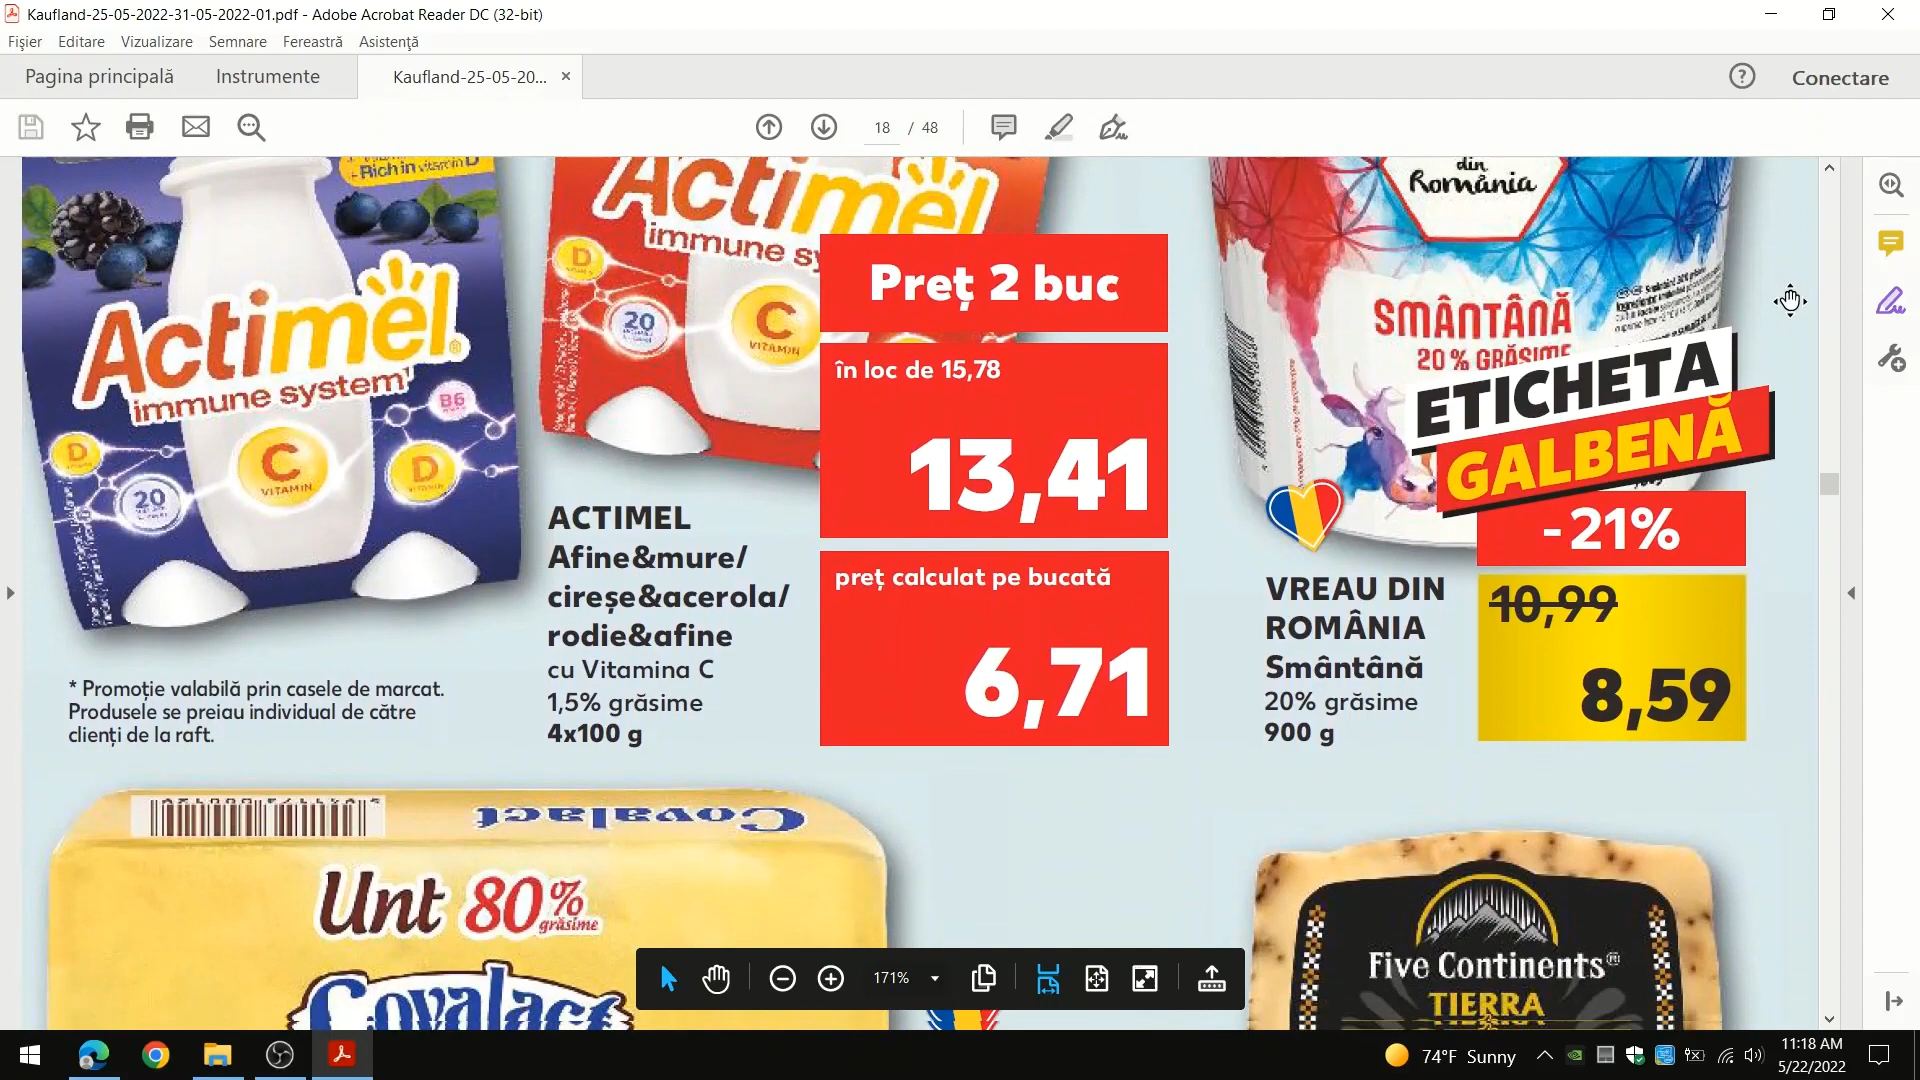 Kaufland-25-05-2022-31-05-2022-01.pdf - Adobe Acrobat Reader DC (32-bit)
Fișier Editare Vizualizare Semnare Fereastră Asistență
Pagina principală Instrumente Kaufland-25-05-20... × Conectare
18 / 48
Rich in vitamin D
Actimel
immune system
B6
D
C
VITAMIN
D
20
Actimel
immune sy
D
20
C
VITAMIN
Preț 2 buc
în loc de 15,78
13,41
preț calculat pe bucată
6,71
ACTIMEL
Afine&mure/
cireșe&acerola/
rodie&afine
cu Vitamina C
1,5% grăsime
4x100 g
* Promoție valabilă prin casele de marcat.
Produsele se preiau individual de către
clienți de la raft.
din
România
SMÂNTÂNĂ
20% GRĂSIME
ETICHETA
GALBENĂ
-21%
10,99
8,59
VREAU DIN
ROMÂNIA
Smântână
20% grăsime
900 g
Covalact
Unt 80%
grăsime
Covalact
Five Continents®
TIERRA
171%
74°F Sunny
11:18 AM
5/22/2022